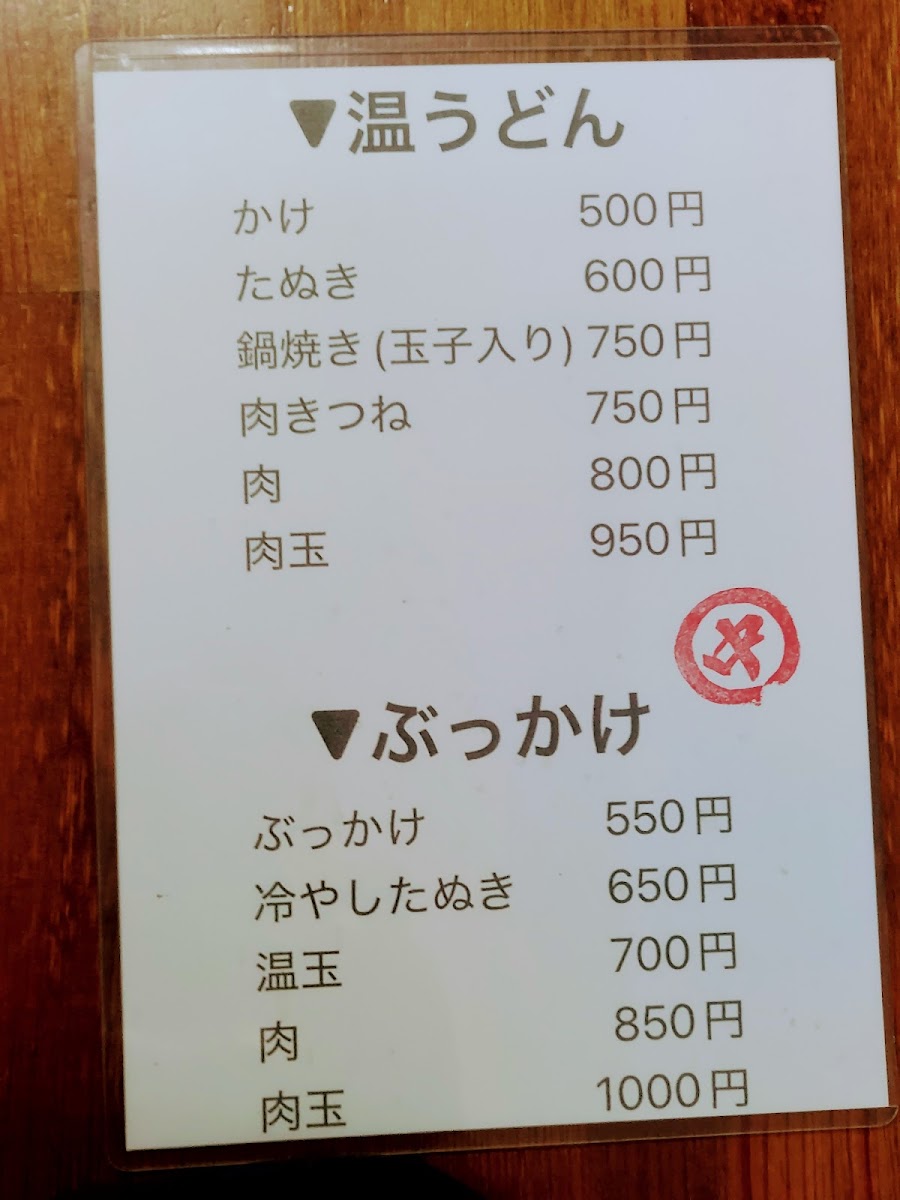 ▼温うどん
かけ 500円
たぬき 600円
鍋焼き(玉子入り) 750円
肉きつね 750円
肉 800円
肉玉 950円
▼ぶっかけ
ぶっかけ 550円
冷やしたぬき 650円
温玉 700円
肉 850円
肉玉 1000円